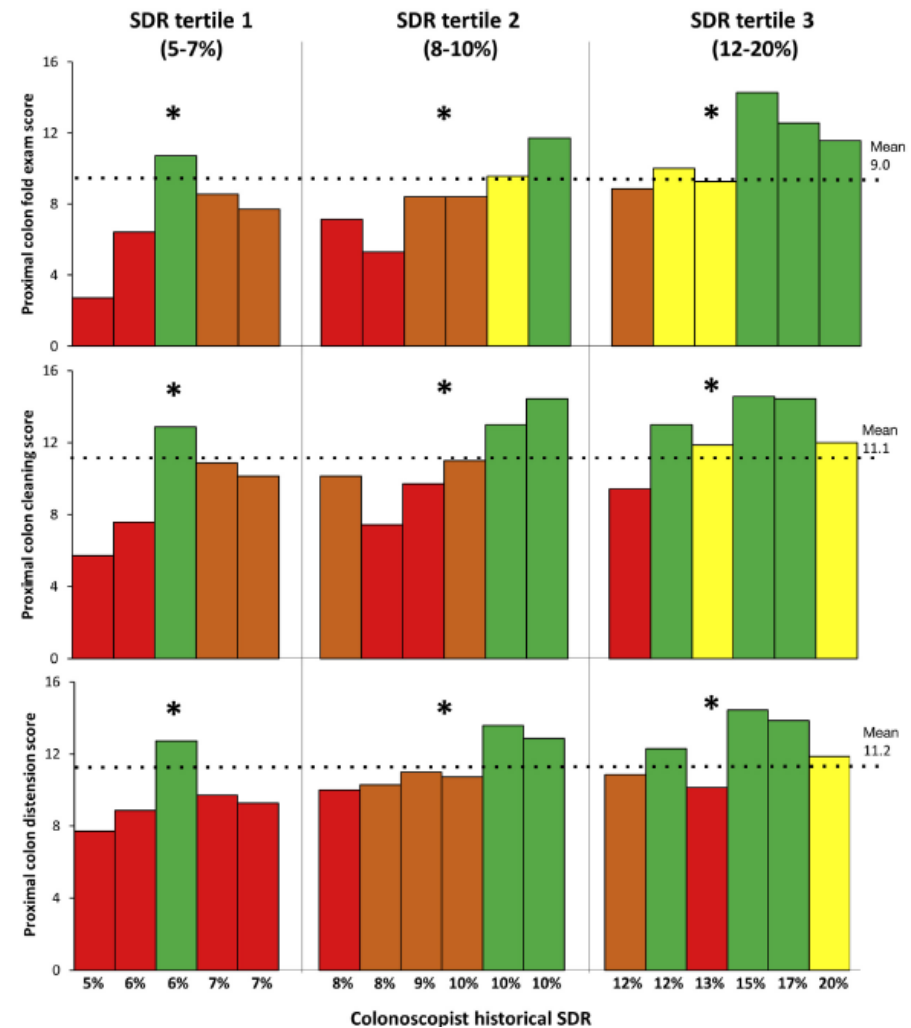 SDR tertile 1
(5-7%)
SDR tertile 2
(8-10%)
SDR tertile 3
(12-20%)
Proximal colon fold exam score
16
12
8
4
0
*
*
*
Mean
9.0
Proximal colon cleaning score
16
12
8
4
0
*
*
*
Mean
11.1
Proximal colon distension score
16
12
8
4
0
*
*
*
Mean
11.2
5% 6% 6% 7% 7% 8% 8% 9% 10% 10% 10% 12% 12% 13% 15% 17% 20%
Colonoscopist historical SDR